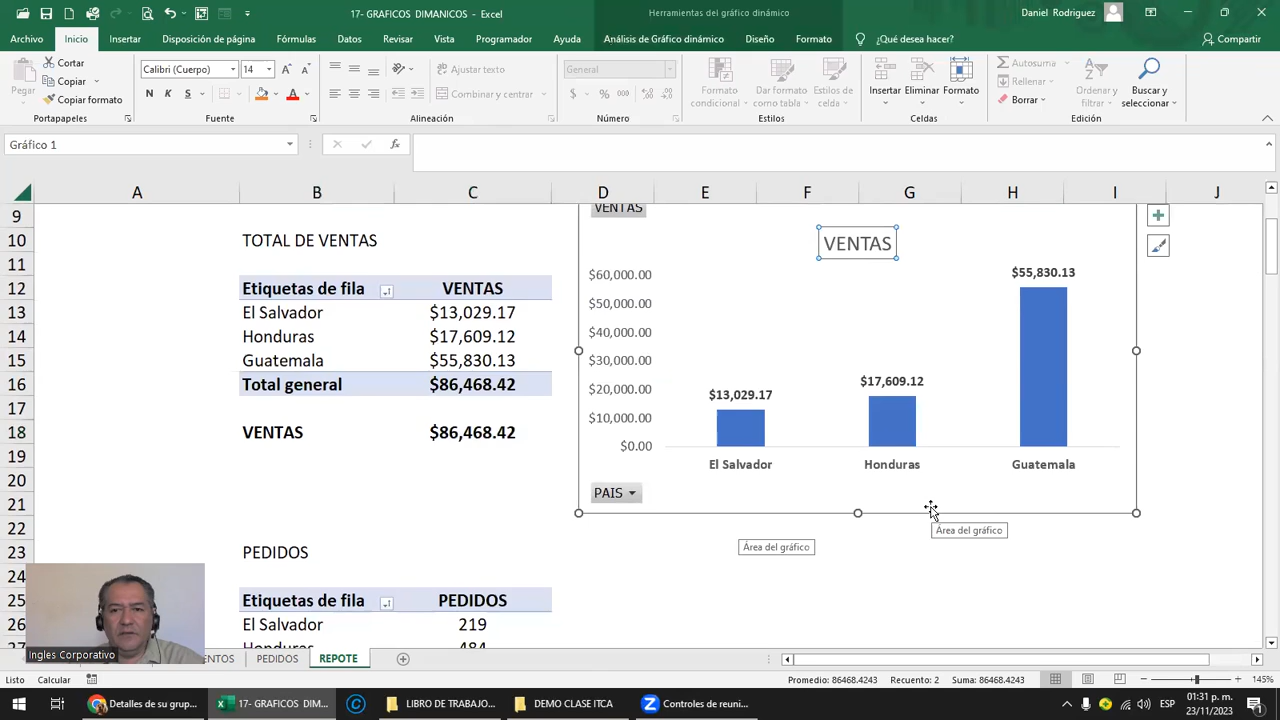 17- GRAFICOS DIMANICOS - Excel
Herramientas del gráfico dinámico
Daniel Rodriguez
Archivo Inicio Insertar Disposición de página Fórmulas Datos Revisar Vista Programador Ayuda Análisis de Gráfico dinámico Diseño Formato ¿Qué desea hacer? Compartir
Pegar
Cortar
Copiar
Copiar formato
Portapapeles
Calibri (Cuerpo) 14
N K S
Fuente
Ajustar texto
Combinar y centrar
Alineación
General
$ % 000
Número
Formato condicional
Dar formato como tabla
Estilos de celda
Estilos
Insertar Eliminar Formato
Celdas
Autosuma
Rellenar
Borrar
Ordenar y filtrar
Buscar y seleccionar
Edición
Gráfico 1
fx
A B C D E F G H I J
9
10 TOTAL DE VENTAS
11
12 Etiquetas de fila VENTAS
13 El Salvador $13,029.17
14 Honduras $17,609.12
15 Guatemala $55,830.13
16 Total general $86,468.42
17
18 VENTAS $86,468.42
19
20
21
22
23 PEDIDOS
24
25 Etiquetas de fila PEDIDOS
26 El Salvador 219
27 Honduras 484
VENTAS
VENTAS
$60,000.00
$50,000.00
$40,000.00
$30,000.00
$20,000.00
$10,000.00
$0.00
$13,029.17
$17,609.12
$55,830.13
El Salvador Honduras Guatemala
PAIS
Área del gráfico
Área del gráfico
Ingles Corporativo
ENTOS PEDIDOS REPOTE
Listo Calcular Promedio: 86468.4243 Recuento: 2 Suma: 86468.4243 145%
Detalles de su grup... 17- GRAFICOS DIM... LIBRO DE TRABAJO... DEMO CLASE ITCA Controles de reuni... ESP
01:31 p. m.
23/11/2023